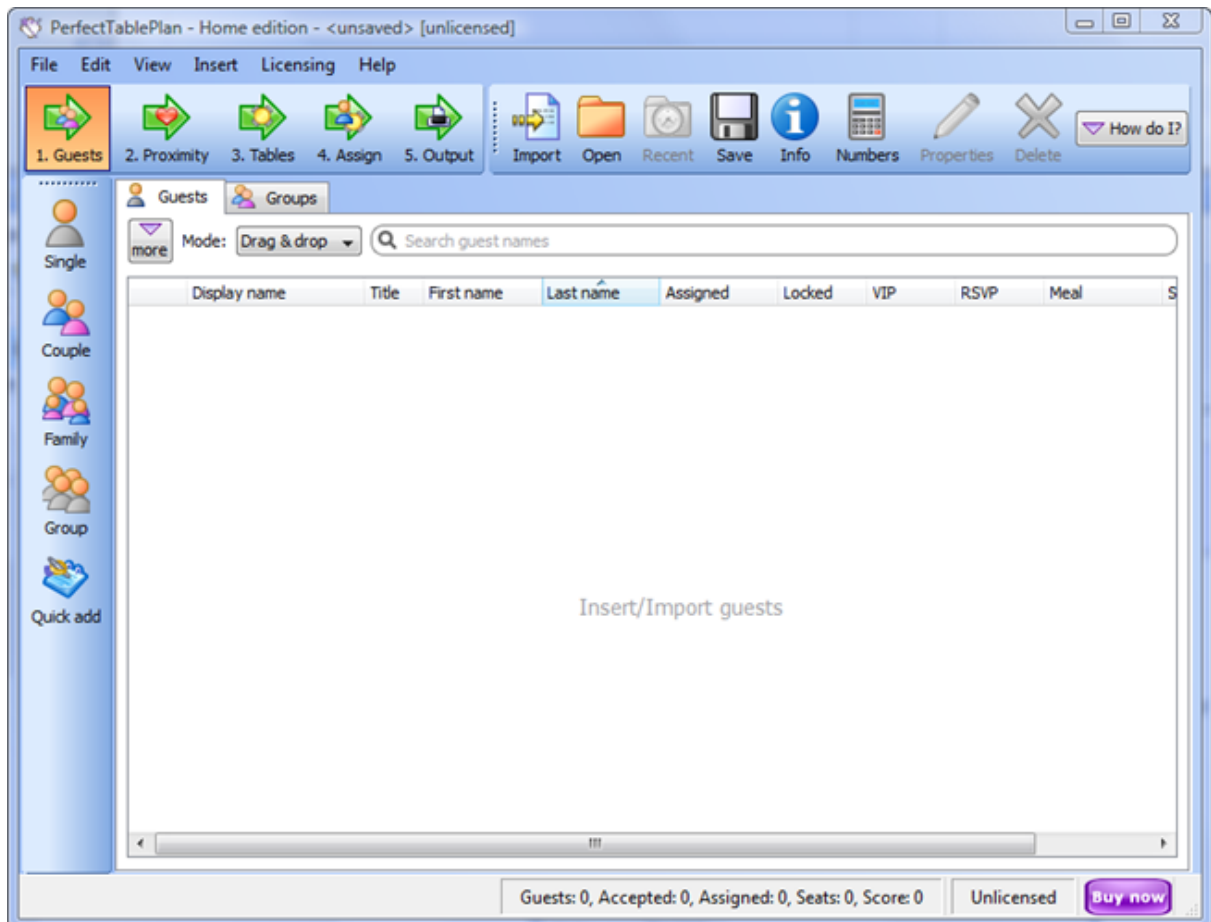 PerfectTablePlan - Home edition - <unsaved> [unlicensed]
File Edit View Insert Licensing Help
1. Guests 2. Proximity 3. Tables 4. Assign 5. Output Import Open Recent Save Info Numbers Properties Delete How do I?
Guests Groups
more Mode: Drag & drop Search guest names
Display name Title First name Last name Assigned Locked VIP RSVP Meal S
Single
Couple
Family
Group
Quick add
Insert/Import guests
Guests: 0, Accepted: 0, Assigned: 0, Seats: 0, Score: 0 Unlicensed Buy now